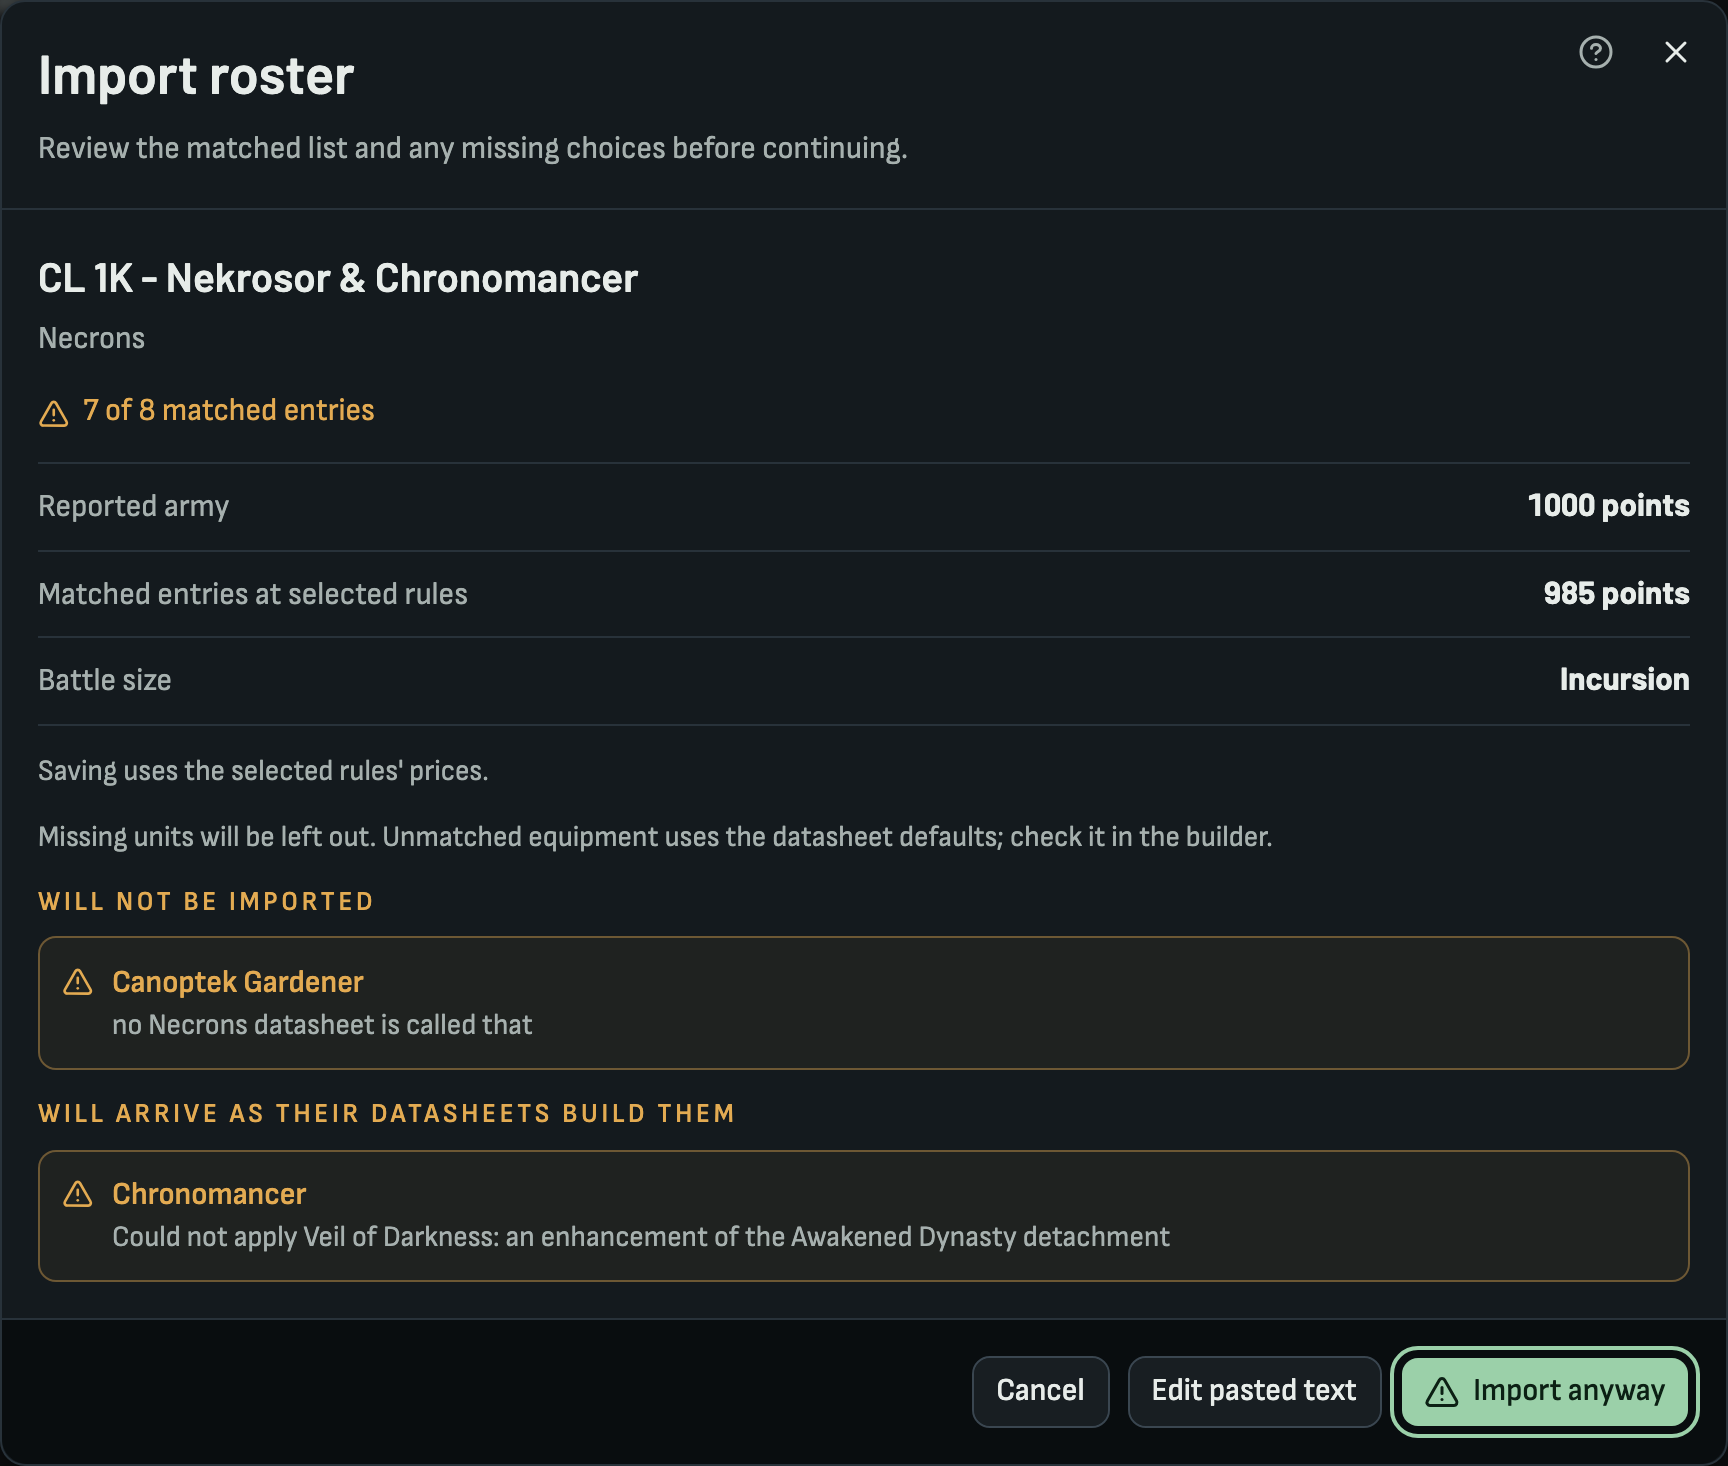 Import roster
Review the matched list and any missing choices before continuing.
CL 1K - Nekrosor & Chronomancer
Necrons
7 of 8 matched entries
Reported army 1000 points
Matched entries at selected rules 985 points
Battle size Incursion
Saving uses the selected rules' prices.
Missing units will be left out. Unmatched equipment uses the datasheet defaults; check it in the builder.
WILL NOT BE IMPORTED
Canoptek Gardener
no Necrons datasheet is called that
WILL ARRIVE AS THEIR DATASHEETS BUILD THEM
Chronomancer
Could not apply Veil of Darkness: an enhancement of the Awakened Dynasty detachment
Cancel Edit pasted text Import anyway